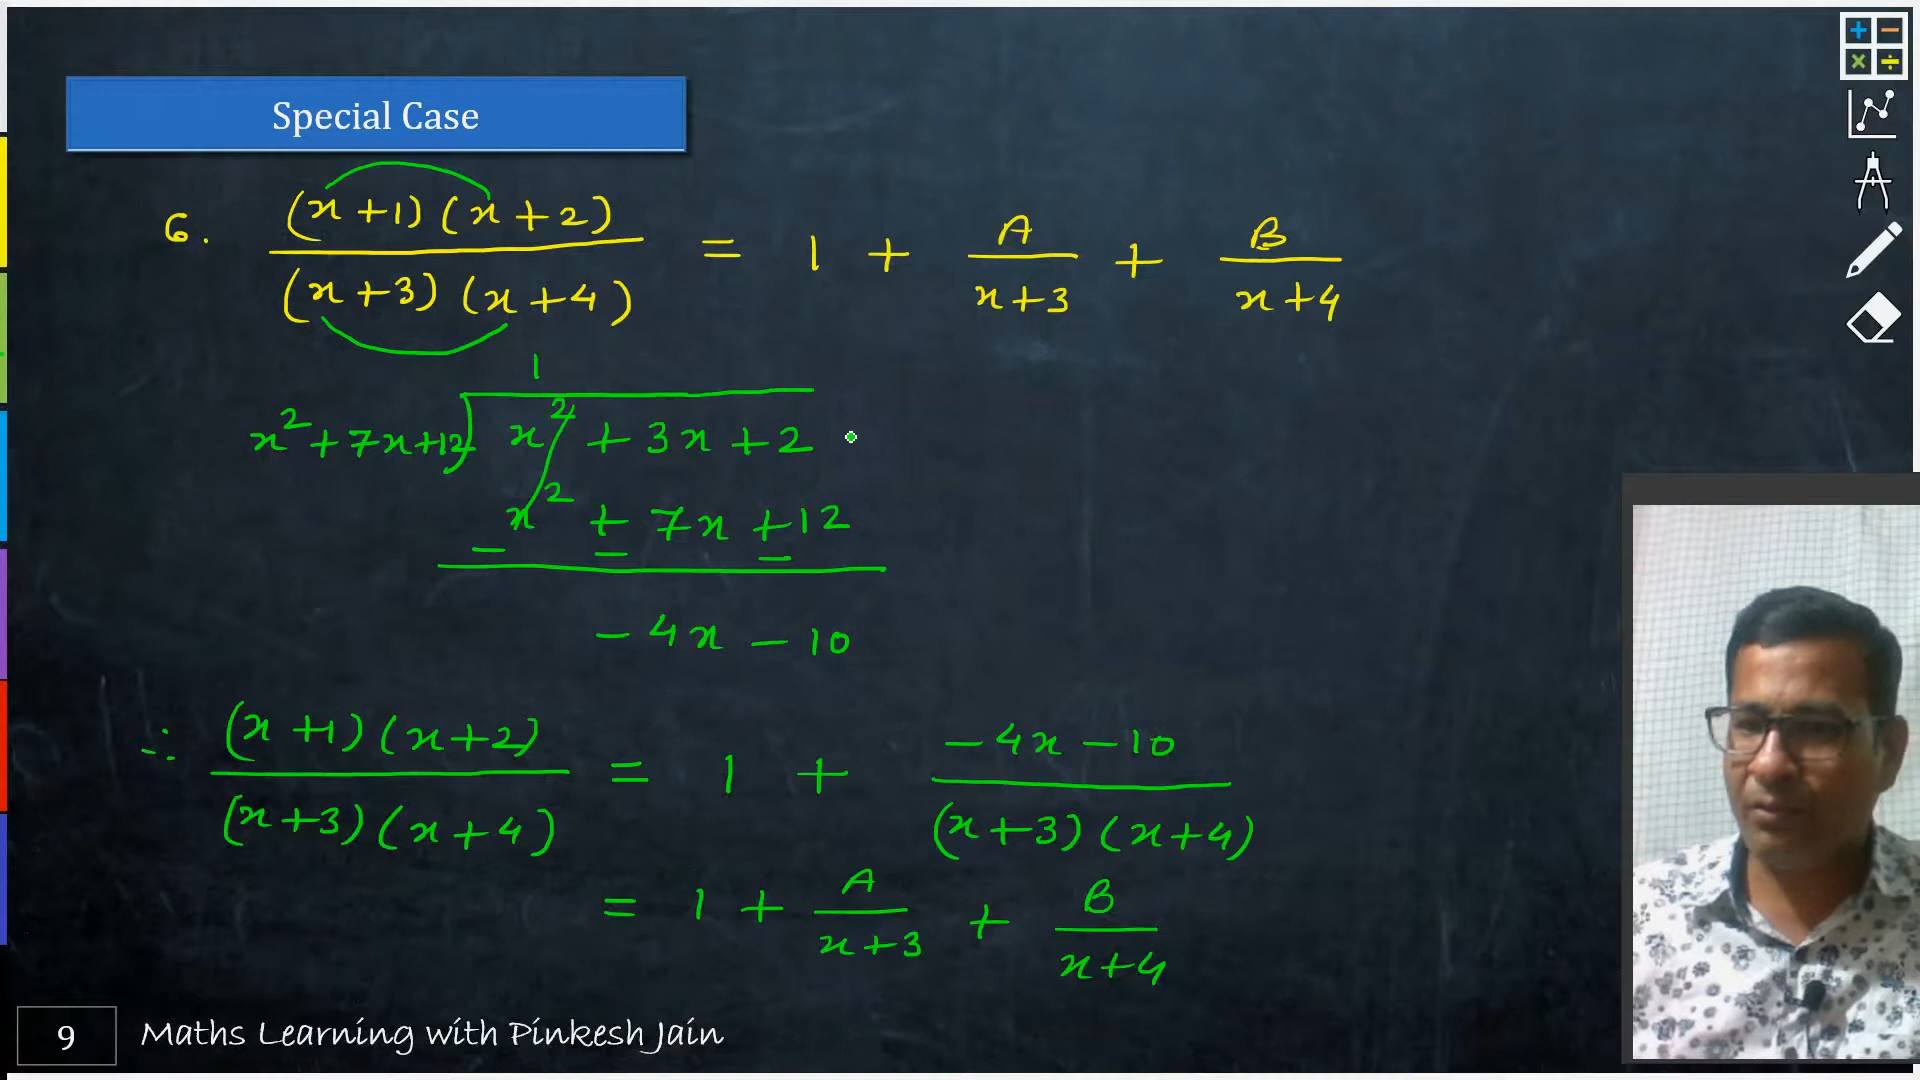 Special Case
6. (x+1)(x+2) / (x+3)(x+4) = 1 + A/(x+3) + B/(x+4)
1
x²+7x+12) x² + 3x + 2
x² + 7x + 12
− − −
− 4x − 10
∴ (x+1)(x+2) / (x+3)(x+4) = 1 + (−4x −10) / (x+3)(x+4)
= 1 + A/(x+3) + B/(x+4)
9 Maths Learning with Pinkesh Jain